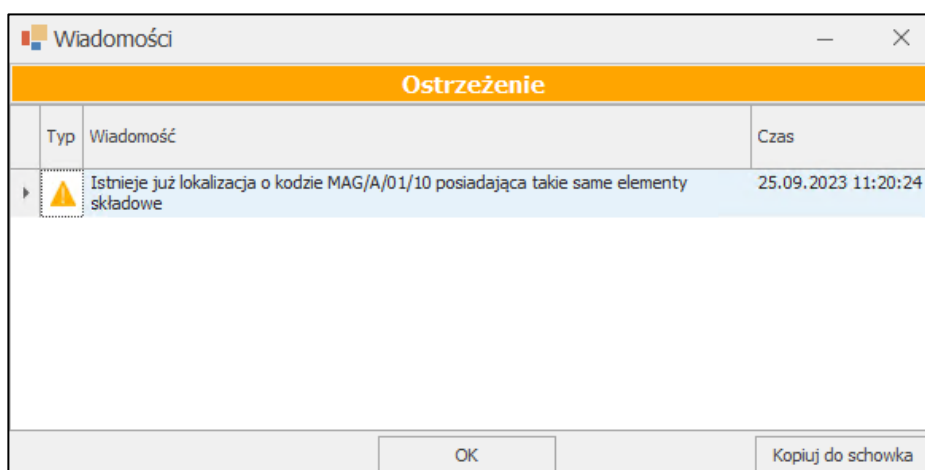 Wiadomości
Ostrzeżenie
Typ Wiadomość Czas
Istnieje już lokalizacja o kodzie MAG/A/01/10 posiadająca takie same elementy 25.09.2023 11:20:24
składowe
OK Kopiuj do schowka